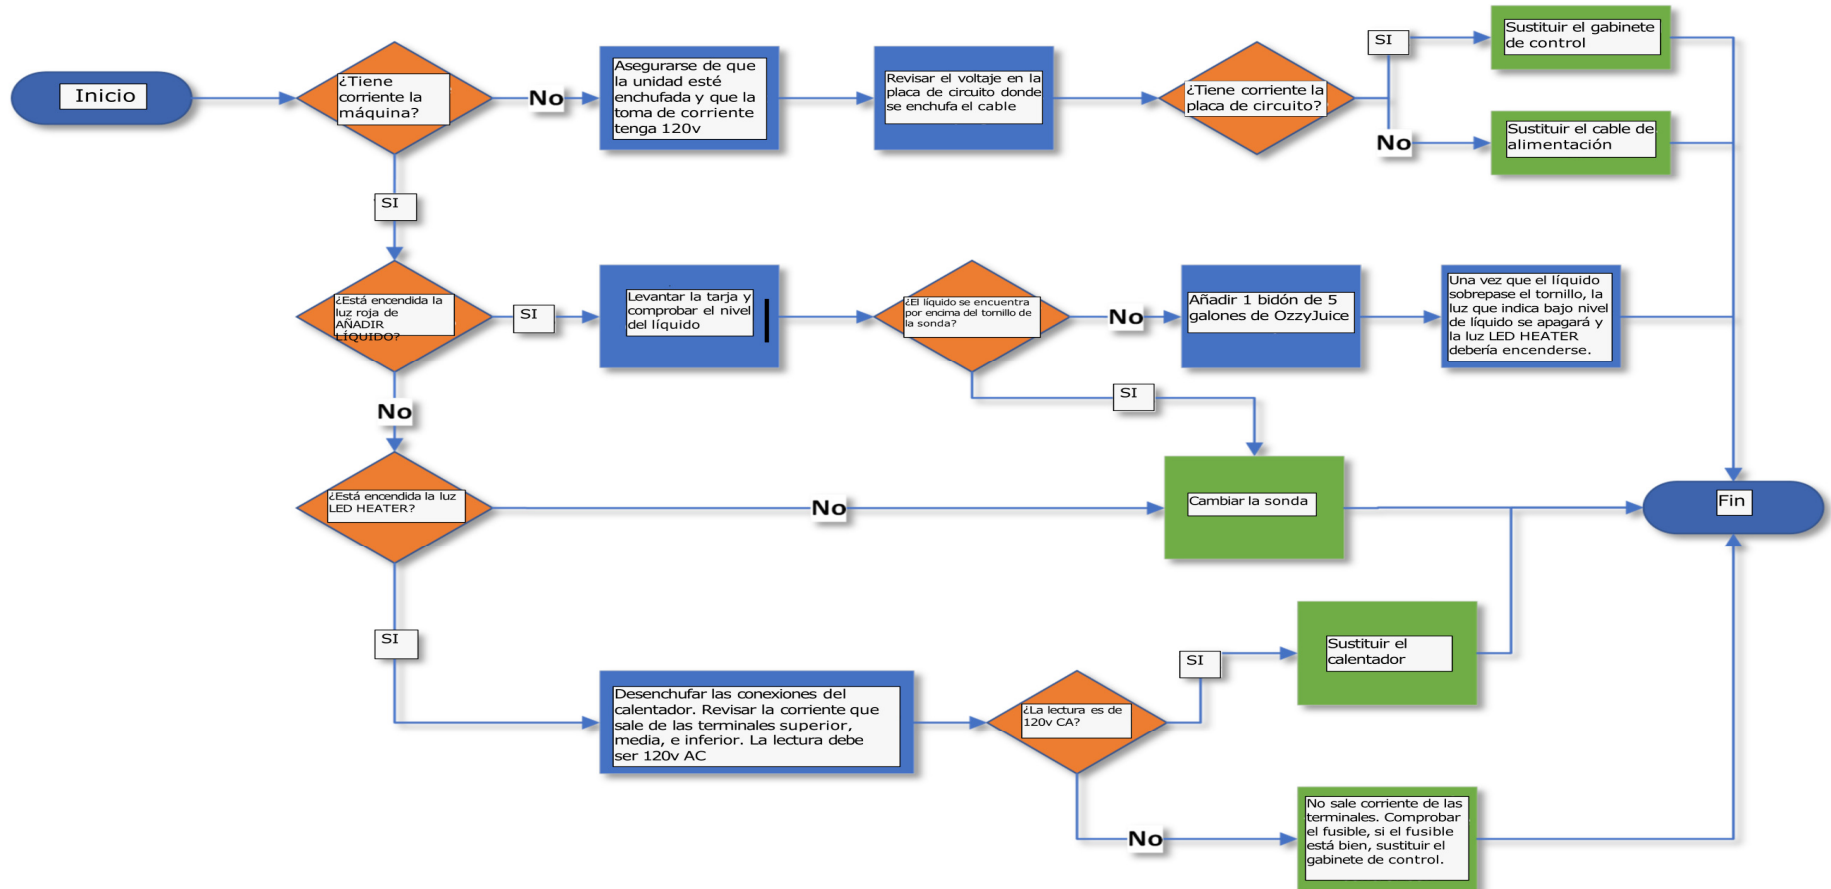 Inicio
¿Tiene
corriente la
máquina?
No
Asegurarse de que
la unidad esté
enchufada y que la
toma de corriente
tenga 120v
Revisar el voltaje en la
placa de circuito donde
se enchufa el cable
¿Tiene corriente la
placa de circuito?
SI
Sustituir el gabinete
de control
No
Sustituir el cable de
alimentación
SI
¿Está encendida la
luz roja de
AÑADIR
LÍQUIDO?
SI
Levantar la tarja y
comprobar el nivel
del líquido
¿El líquido se encuentra
por encima del tornillo de
la sonda?
No
Añadir 1 bidón de 5
galones de OzzyJuice
Una vez que el líquido
sobrepase el tornillo, la
luz que indica bajo nivel
de líquido se apagará y
la luz LED HEATER
debería encenderse.
SI
No
¿Está encendida la luz
LED HEATER?
No
Cambiar la sonda
Fin
SI
Desenchufar las conexiones del
calentador. Revisar la corriente que
sale de las terminales superior,
media, e inferior. La lectura debe
ser 120v AC
¿La lectura es de
120v CA?
SI
Sustituir el
calentador
No
No sale corriente de las
terminales. Comprobar
el fusible, si el fusible
está bien, sustituir el
gabinete de control.